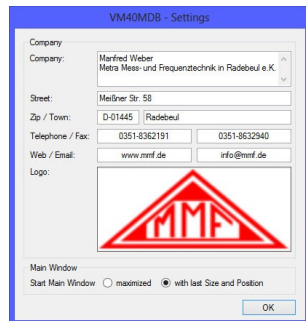 VM40MDB - Settings
Company
Company:
Manfred Weber
Metra Mess- und Frequenztechnik in Radebeul e.K.
Street:
Meißner Str. 58
Zip / Town:
D-01445
Radebeul
Telephone / Fax:
0351-8362191
0351-8632940
Web / Email:
www.mmf.de
info@mmf.de
Logo:
MMF
Main Window
Start Main Window
maximized
with last Size and Position
OK